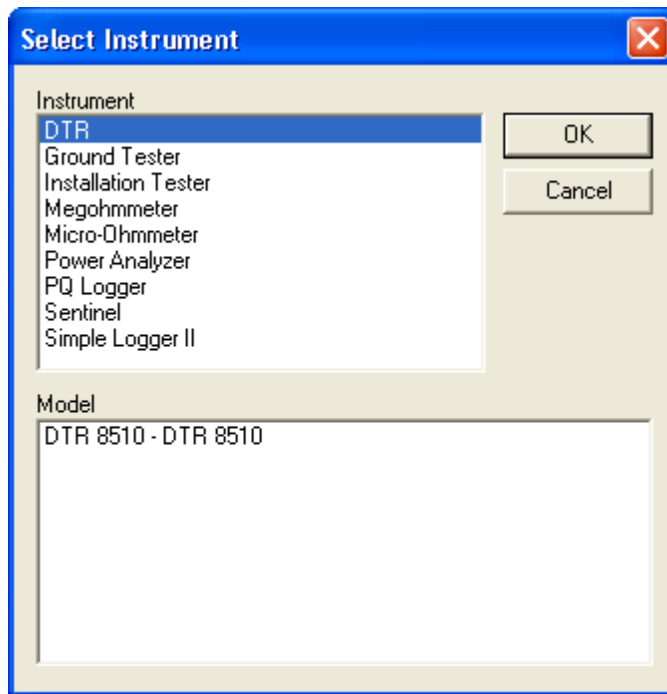 Select Instrument
Instrument
DTR
Ground Tester
Installation Tester
Megohmmeter
Micro-Ohmmeter
Power Analyzer
PQ Logger
Sentinel
Simple Logger II
OK
Cancel
Model
DTR 8510 - DTR 8510